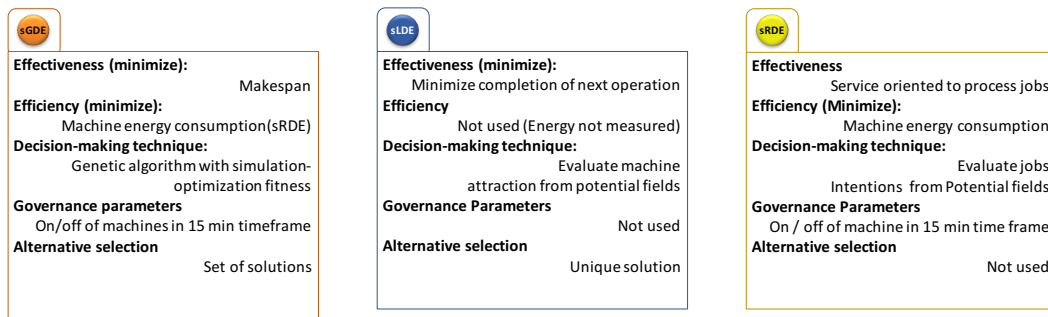 sGDE
Effectiveness (minimize):
Makespan
Efficiency (minimize):
Machine energy consumption(sRDE)
Decision-making technique:
Genetic algorithm with simulation-
optimization fitness
Governance parameters
On/off of machines in 15 min timeframe
Alternative selection
Set of solutions
sLDE
Effectiveness (minimize):
Minimize completion of next operation
Efficiency
Not used (Energy not measured)
Decision-making technique:
Evaluate machine
attraction from potential fields
Governance Parameters
Not used
Alternative selection
Unique solution
sRDE
Effectiveness
Service oriented to process jobs
Efficiency (Minimize):
Machine energy consumption
Decision-making technique:
Evaluate jobs
Intentions from Potential fields
Governance Parameters
On / off of machine in 15 min time frame
Alternative selection
Not used